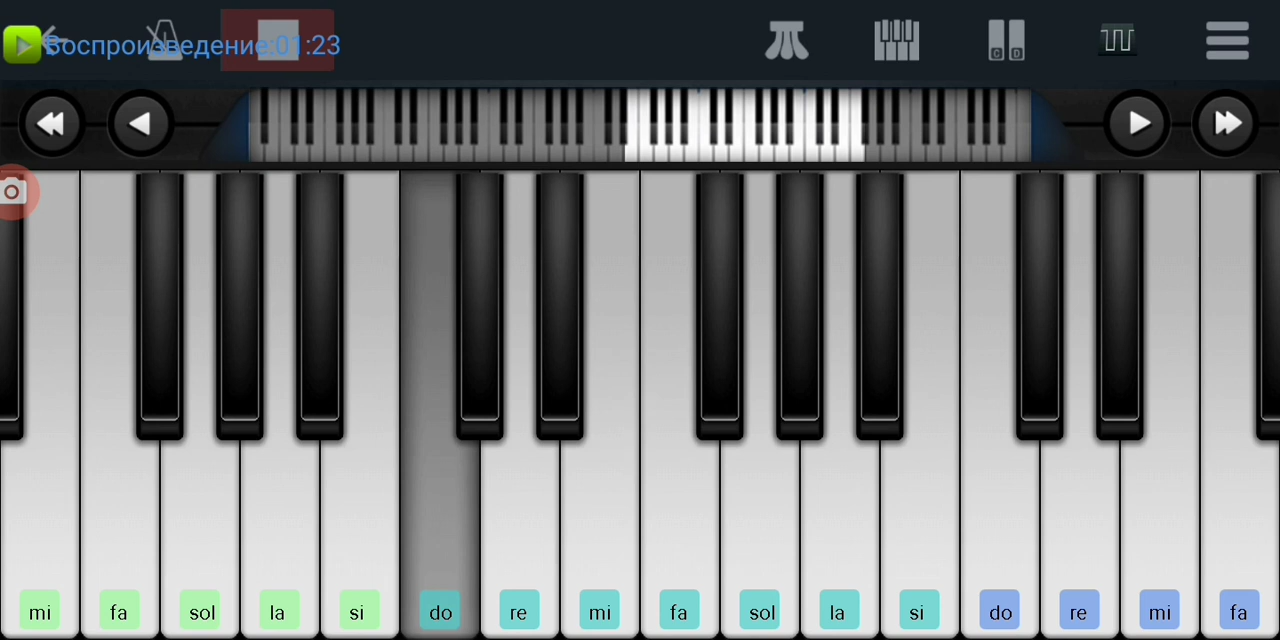 Воспроизведение:01:23
C D
mi fa sol la si do re mi fa sol la si do re mi fa